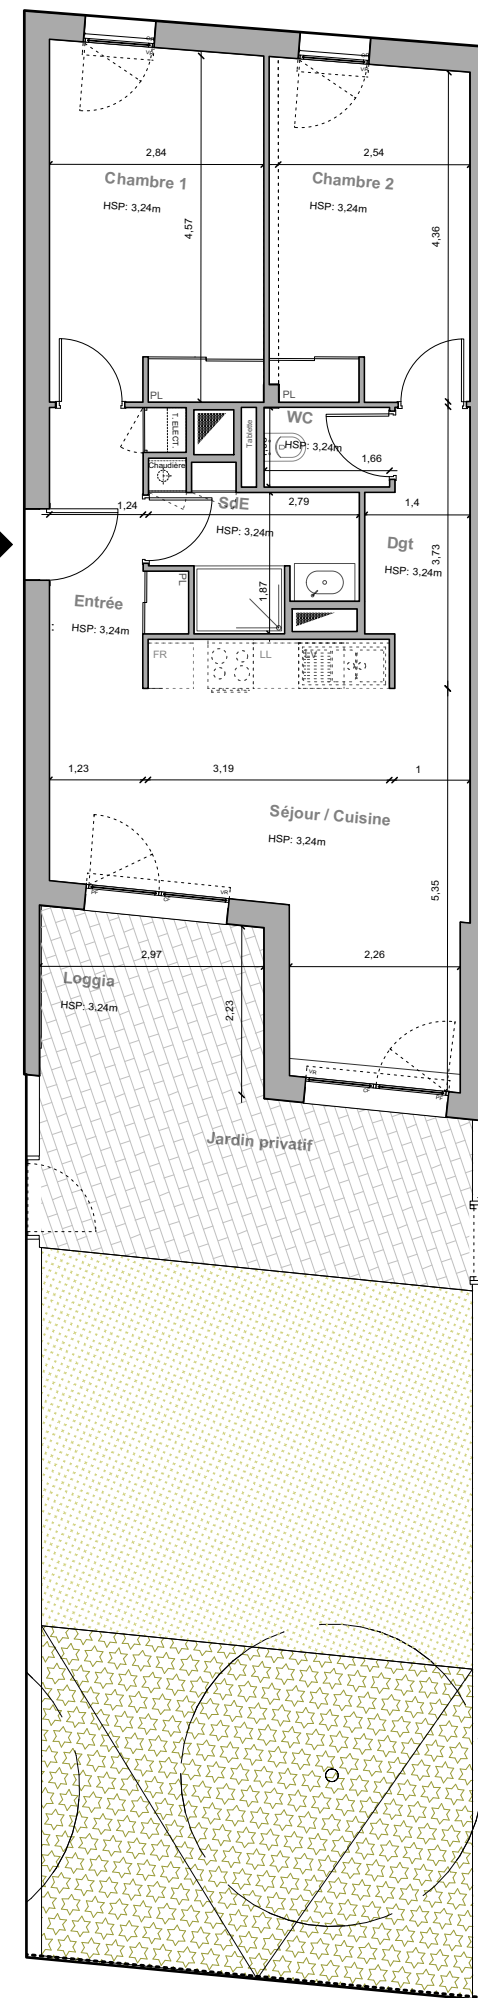 2,84
2,54
Chambre 1
HSP: 3,24m
Chambre 2
HSP: 3,24m
4,57
4,36
PL
PL
T. ELECT.
Tablette
WC
HSP: 3,24m
1,66
Chaudière
1,24
SdE
2,79
1,4
HSP: 3,24m
Dgt
HSP: 3,24m
3,73
PL
1,87
Entrée
HSP: 3,24m
FR
LL
LV
1,23
3,19
1
Séjour / Cuisine
HSP: 3,24m
5,35
VR
2,97
2,26
Loggia
HSP: 3,24m
2,23
VR
Jardin privatif